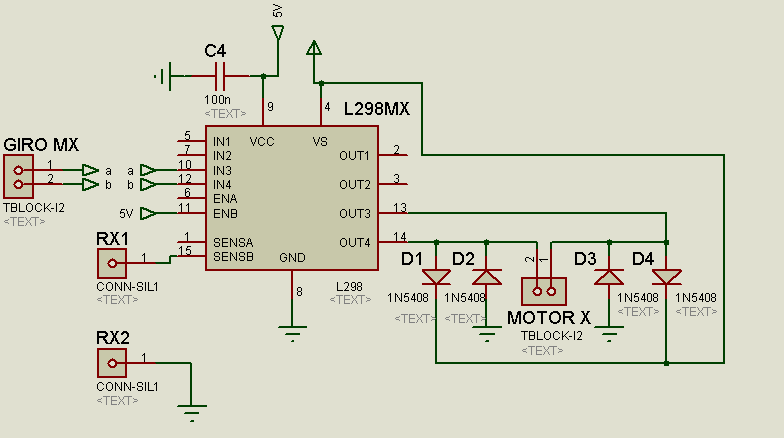 5V
C4
100n
<TEXT>
9
4
L298MX
GIRO MX
1
2
a
b
TBLOCK-I2
<TEXT>
a
b
5V
5
7
10
12
6
11
1
15
IN1
IN2
IN3
IN4
ENA
ENB
SENSA
SENSB
VCC
VS
OUT1
OUT2
OUT3
OUT4
GND
2
3
13
14
8
L298
<TEXT>
RX1
1
CONN-SIL1
<TEXT>
RX2
1
CONN-SIL1
<TEXT>
D1
1N5408
<TEXT>
D2
1N5408
<TEXT>
2
1
MOTOR X
TBLOCK-I2
<TEXT>
D3
1N5408
<TEXT>
D4
1N5408
<TEXT>